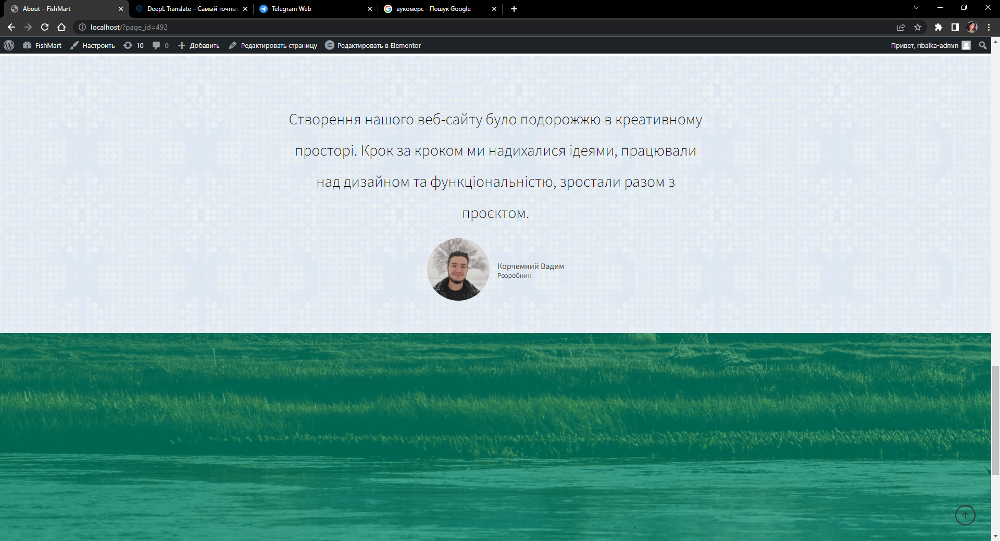 About – FishMart
DeepL Translate – Самый точны
Telegram Web
вукомерс - Пошук Google
localhost/?page_id=492
FishMart
Настроить
10
0
Добавить
Редактировать страницу
Редактировать в Elementor
Привет, ribalka-admin
Створення нашого веб-сайту було подорожжю в креативному
просторі. Крок за кроком ми надихалися ідеями, працювали
над дизайном та функціональністю, зростали разом з
проєктом.
Корчемний Вадим
Розробник